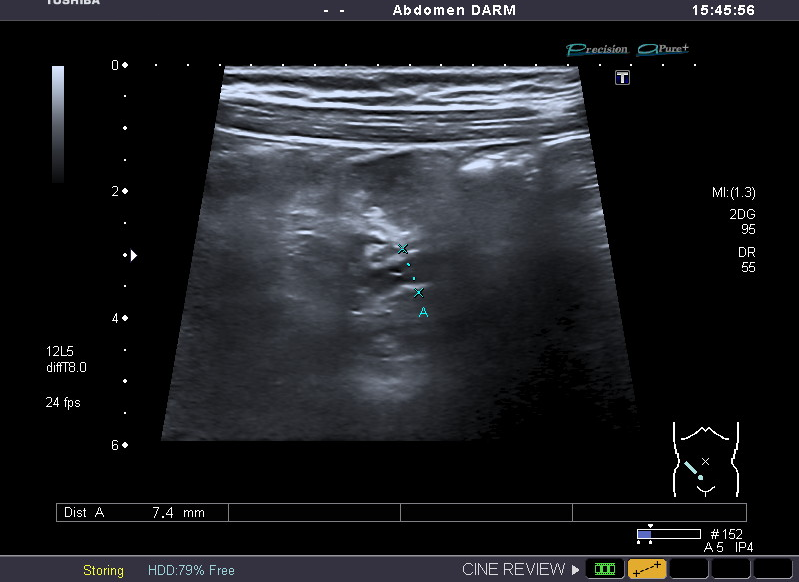 TOSHIBA
- - Abdomen DARM 15:45:56
Precision APure+
T
0
2
4
6
MI:(1.3)
2DG
95
DR
55
A
12L5
diffT8.0
24 fps
Dist A 7.4 mm
#152
A 5 IP4
Storing HDD:79% Free CINE REVIEW